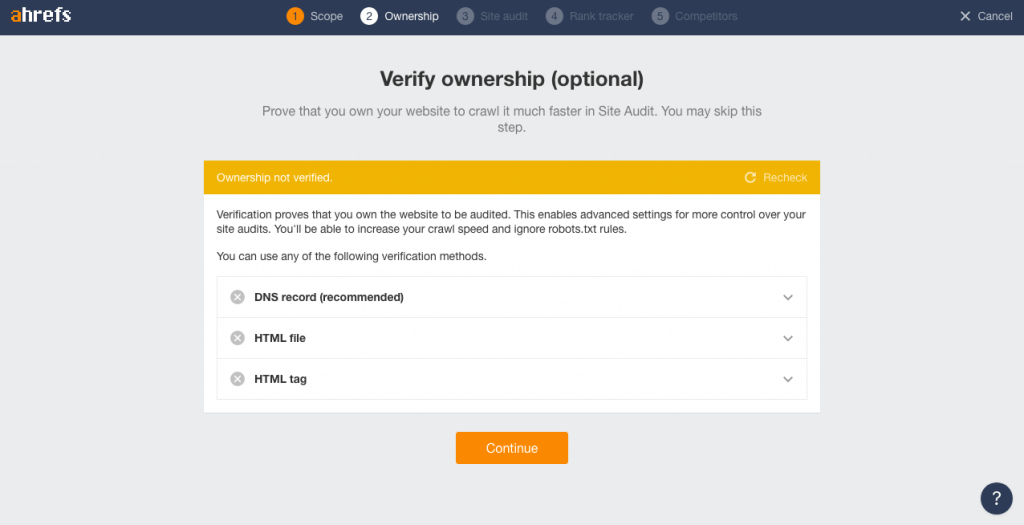 ahrefs
1 Scope
2 Ownership
3 Site audit
4 Rank tracker
5 Competitors
Cancel
Verify ownership (optional)
Prove that you own your website to crawl it much faster in Site Audit. You may skip this
step.
Ownership not verified.
Recheck
Verification proves that you own the website to be audited. This enables advanced settings for more control over your
site audits. You'll be able to increase your crawl speed and ignore robots.txt rules.
You can use any of the following verification methods.
DNS record (recommended)
HTML file
HTML tag
Continue
?